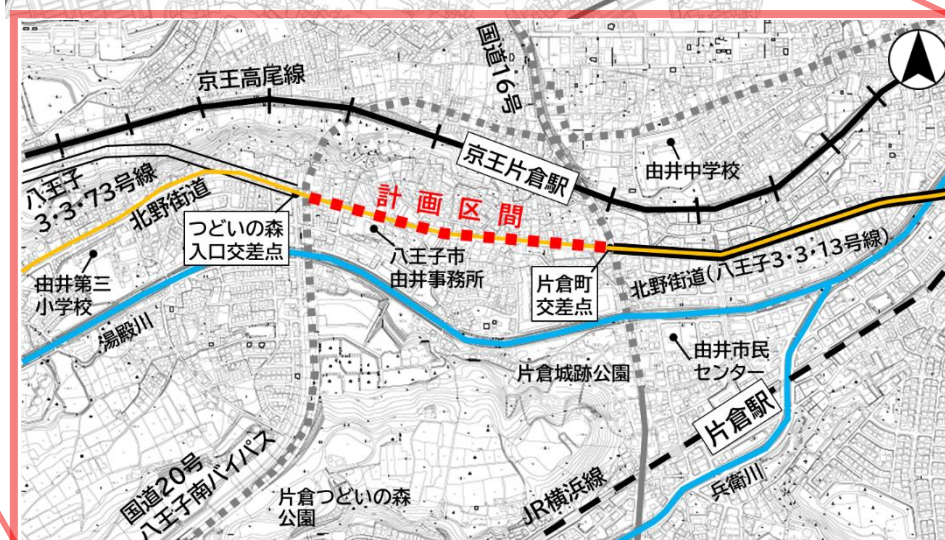 国道16号
京王高尾線
京王片倉駅
由井中学校
八王子
3・3・73号線
北野街道
計画区間
つどいの森
入口交差点
八王子市
由井事務所
片倉町
交差点
北野街道(八王子3・3・13号線)
由井第三
小学校
湯殿川
片倉城跡公園
由井市民
センター
片倉駅
国道20号
八王子南バイパス
片倉つどいの森
公園
JR横浜線
兵衛川